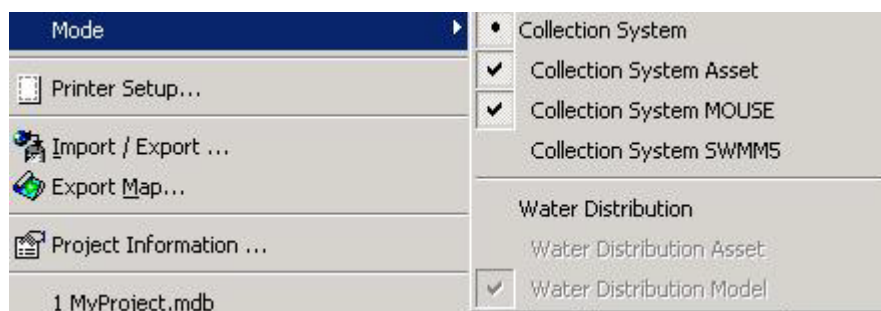 Mode
Printer Setup...
Import / Export ...
Export Map...
Project Information ...
1 MyProject.mdb
Collection System
Collection System Asset
Collection System MOUSE
Collection System SWMM5
Water Distribution
Water Distribution Asset
Water Distribution Model